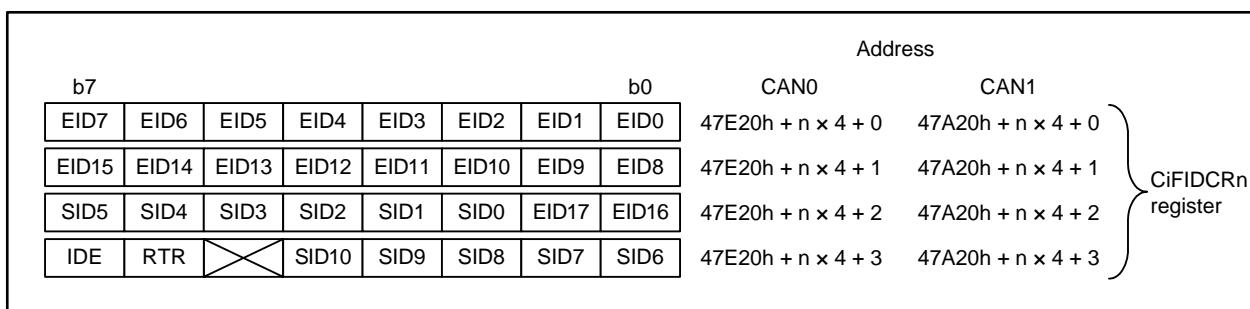 Address
b7 b0 CAN0 CAN1
EID7 EID6 EID5 EID4 EID3 EID2 EID1 EID0 47E20h + n × 4 + 0 47A20h + n × 4 + 0
EID15 EID14 EID13 EID12 EID11 EID10 EID9 EID8 47E20h + n × 4 + 1 47A20h + n × 4 + 1
SID5 SID4 SID3 SID2 SID1 SID0 EID17 EID16 47E20h + n × 4 + 2 47A20h + n × 4 + 2
IDE RTR SID10 SID9 SID8 SID7 SID6 47E20h + n × 4 + 3 47A20h + n × 4 + 3
CiFIDCRn
register